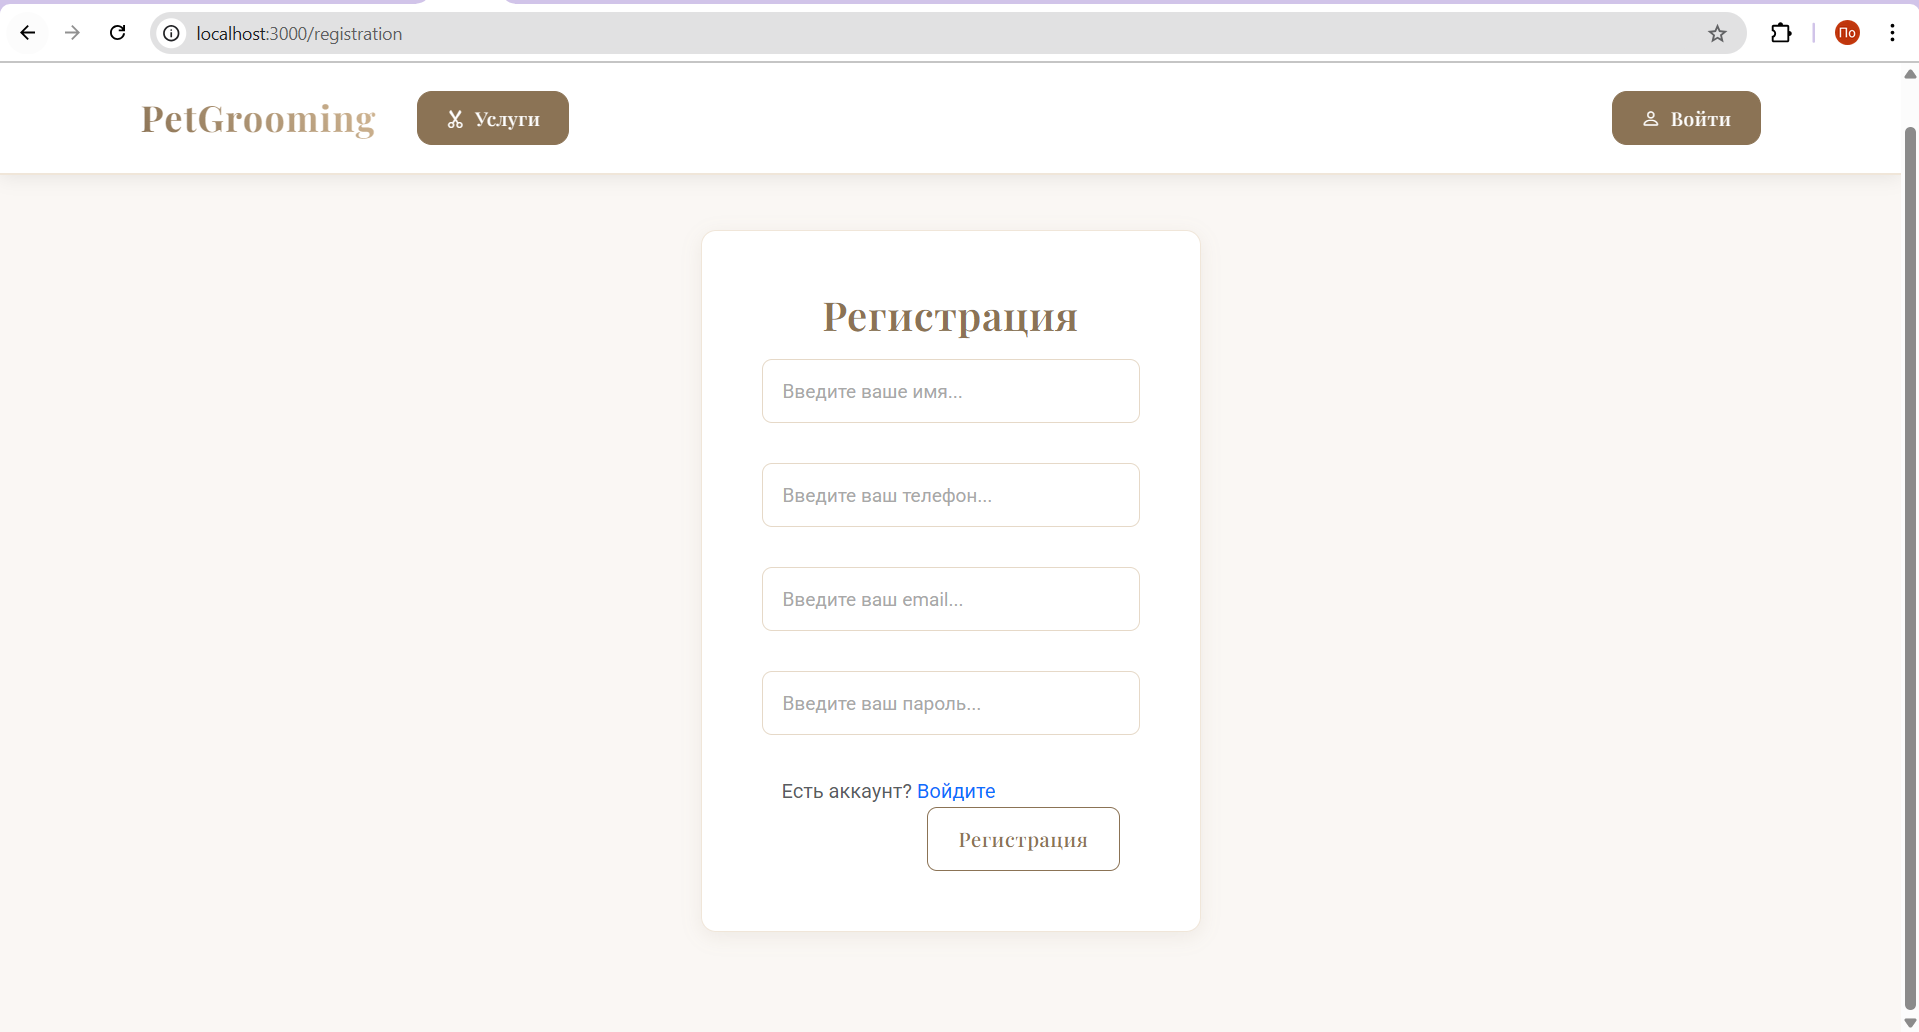 localhost:3000/registration
По
PetGrooming
Услуги
Войти
Регистрация
Введите ваше имя...
Введите ваш телефон...
Введите ваш email...
Введите ваш пароль...
Есть аккаунт? Войдите
Регистрация